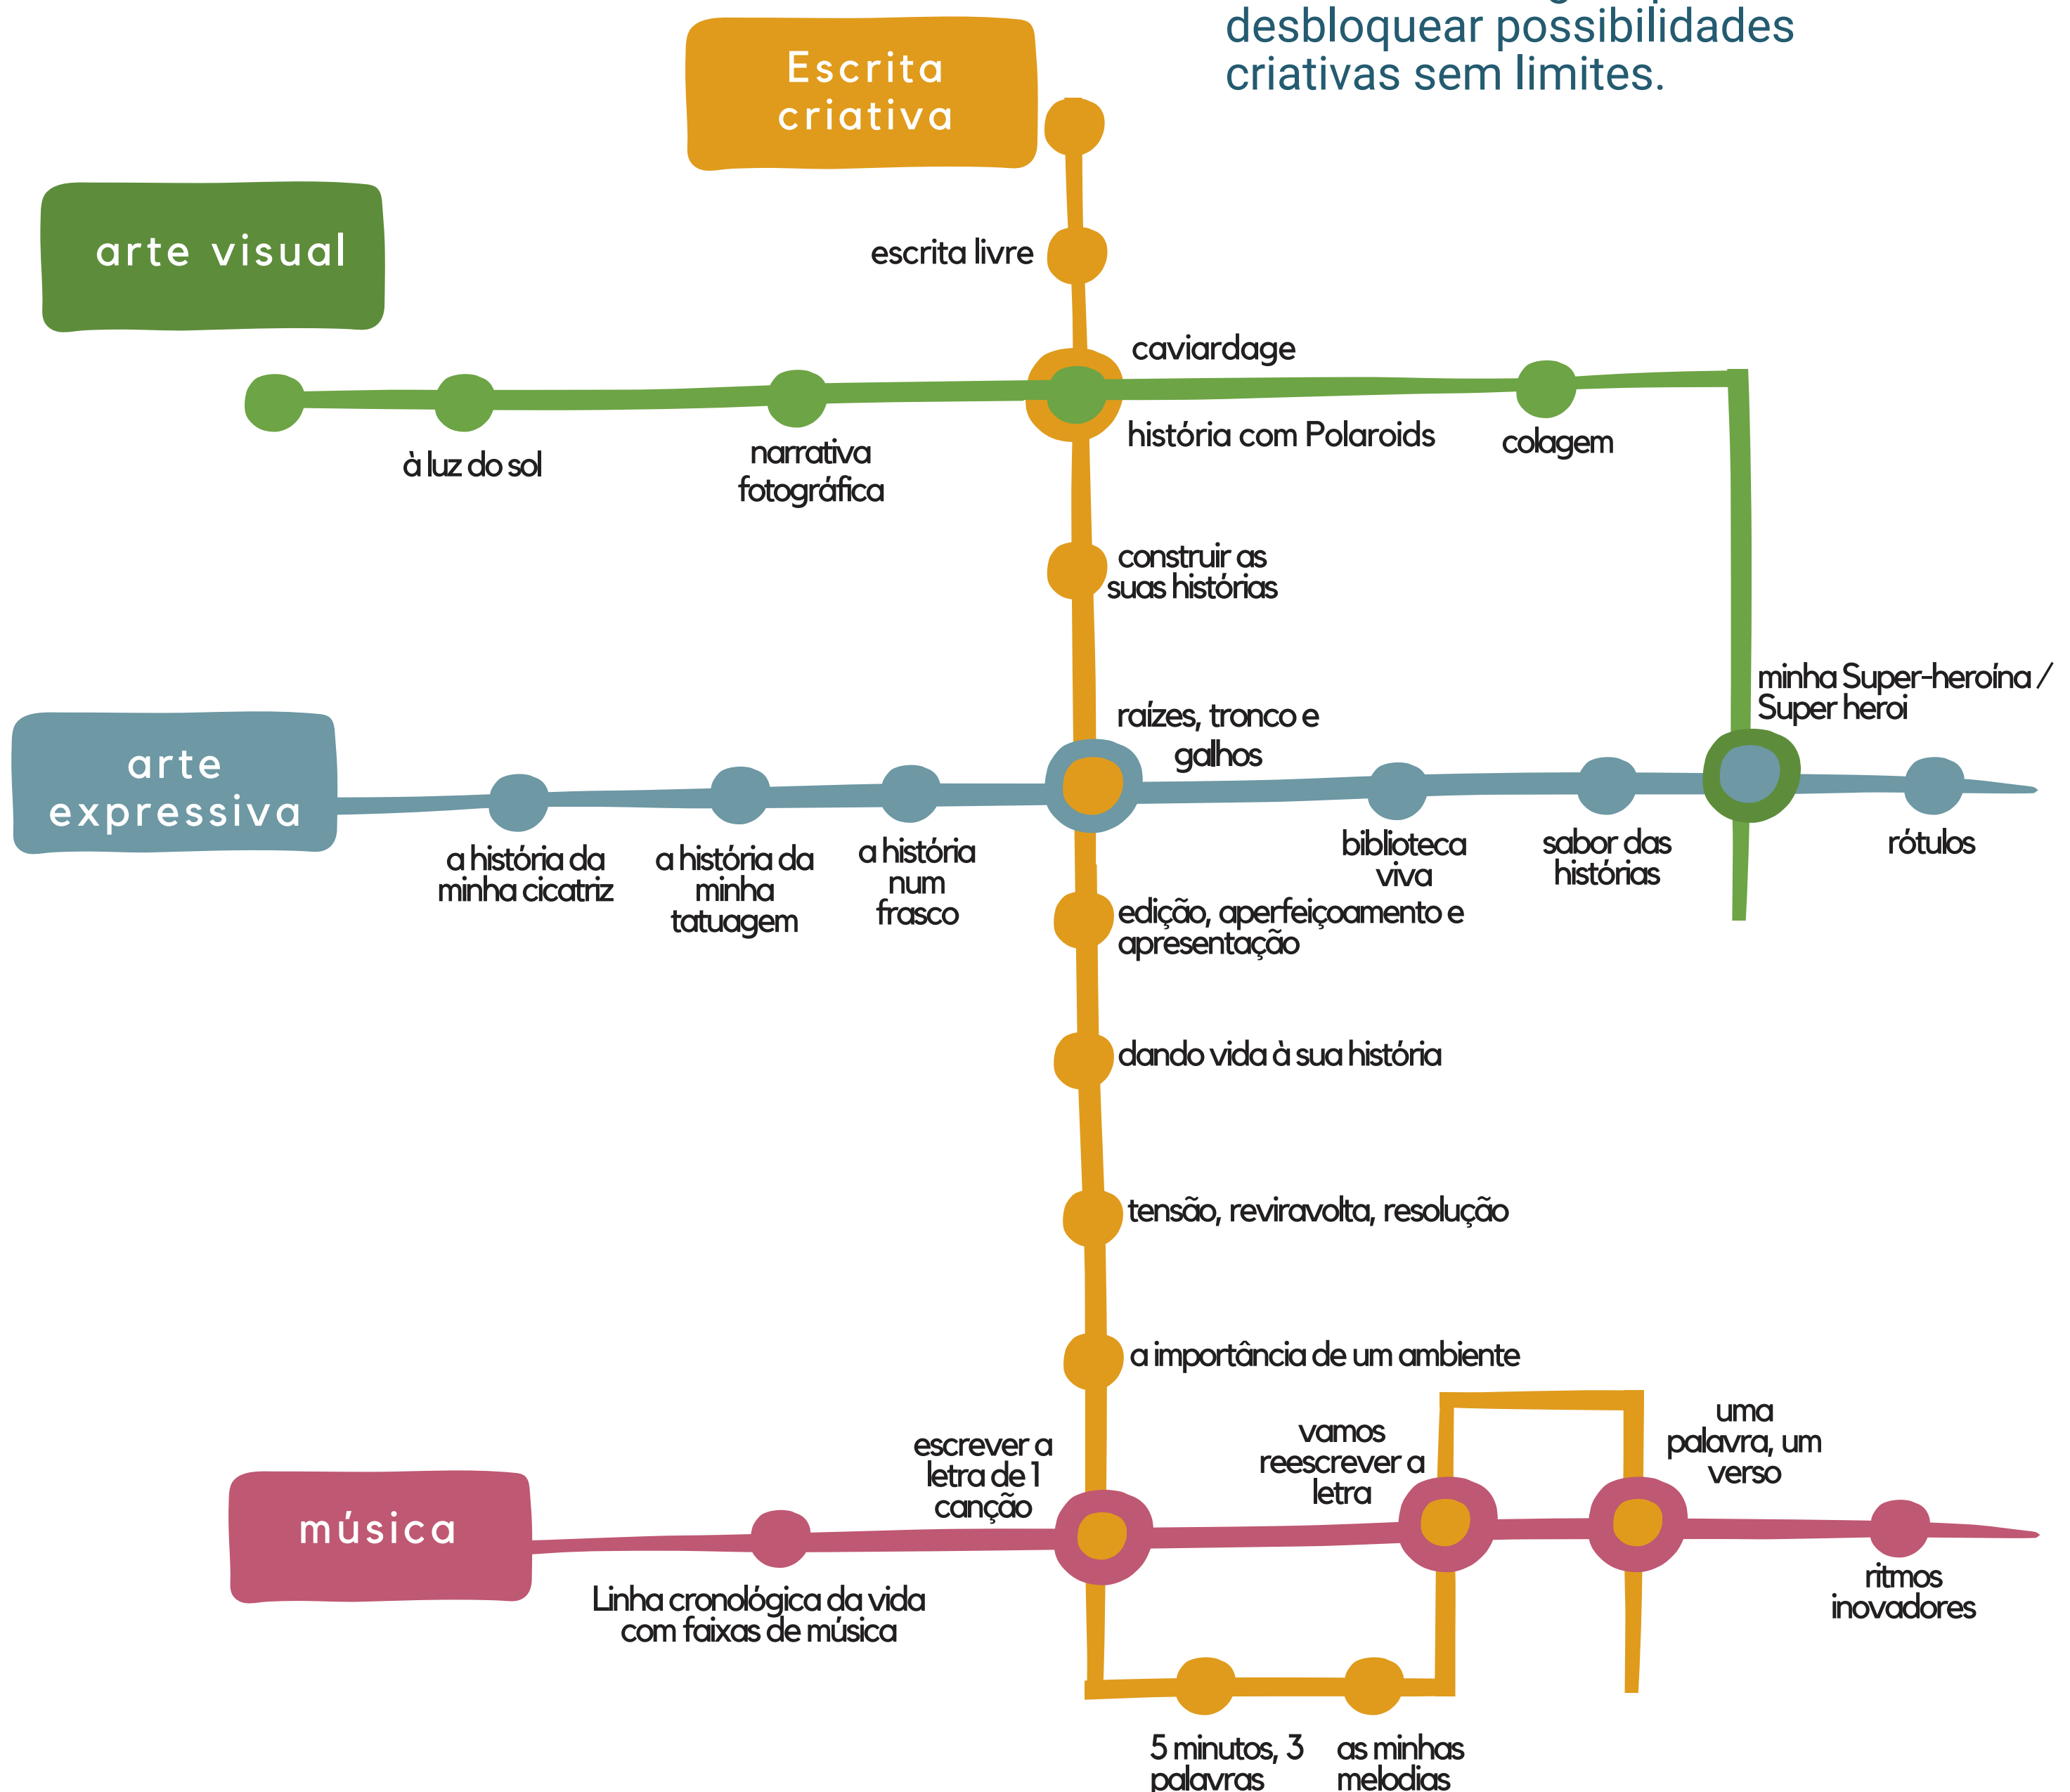 desbloquear possibilidades
criativas sem limites.
Escrita
criativa
arte visual
escrita livre
caviardage
história com Polaroids
colagem
à luz do sol
narrativa
fotográfica
construir as
suas histórias
minha Super-heroína /
Super heroi
raízes, tronco e
galhos
arte
expressiva
a história da
minha cicatriz
a história da
minha
tatuagem
a história
num
frasco
biblioteca
viva
sabor das
histórias
rótulos
edição, aperfeiçoamento e
apresentação
dando vida à sua história
tensão, reviravolta, resolução
a importância de um ambiente
escrever a
letra de 1
canção
vamos
reescrever a
letra
uma
palavra, um
verso
música
Linha cronológica da vida
com faixas de música
ritmos
inovadores
5 minutos, 3
palavras
as minhas
melodias